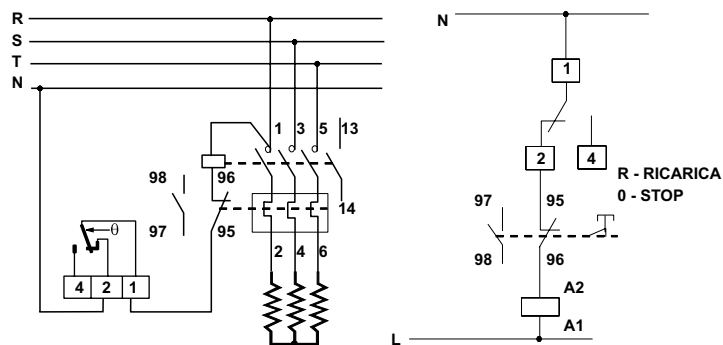 R
S
T
N
1 3 5 13
98 96
14
97 95
θ
2 4 6
4 2 1
N
1
2 4
R - RICARICA
0 - STOP
97 95
98 96
A2
A1
L